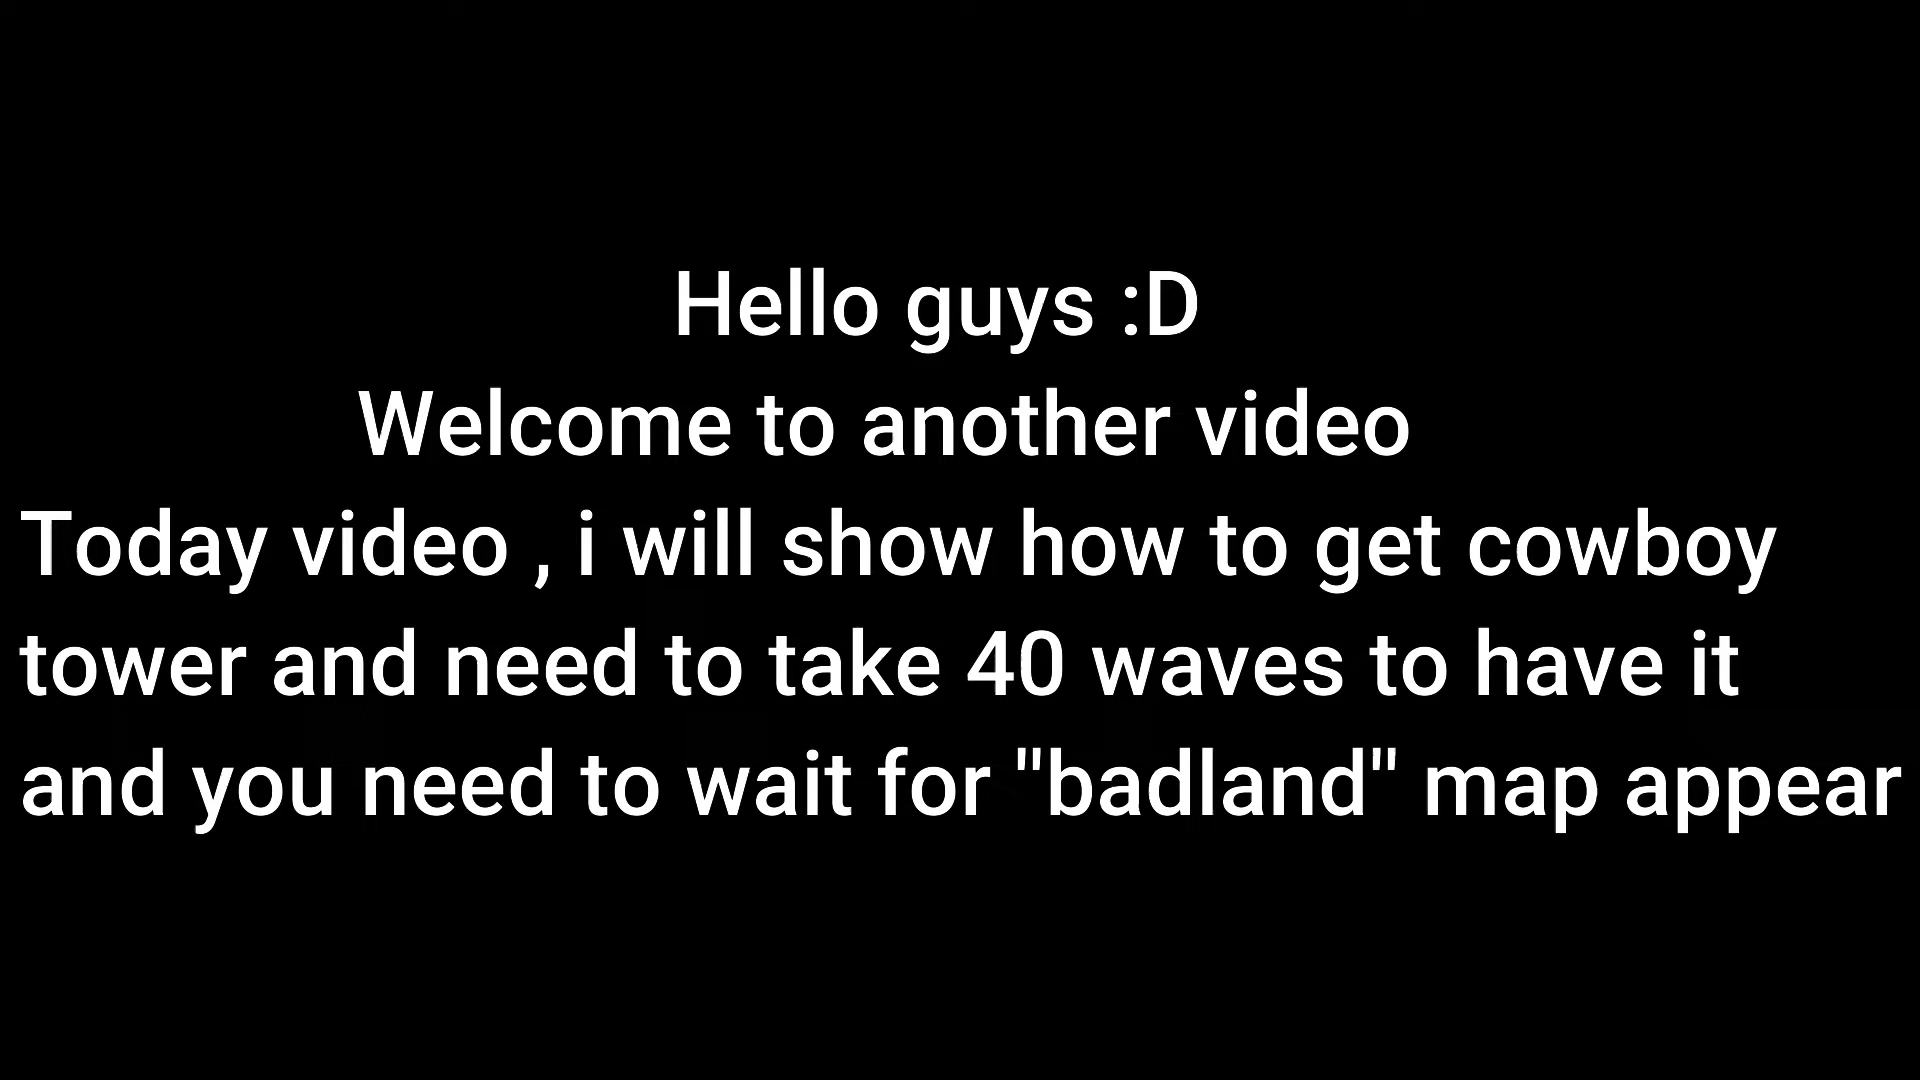 Hello guys :D
Welcome to another video
Today video , i will show how to get cowboy
tower and need to take 40 waves to have it
and you need to wait for "badland" map appear